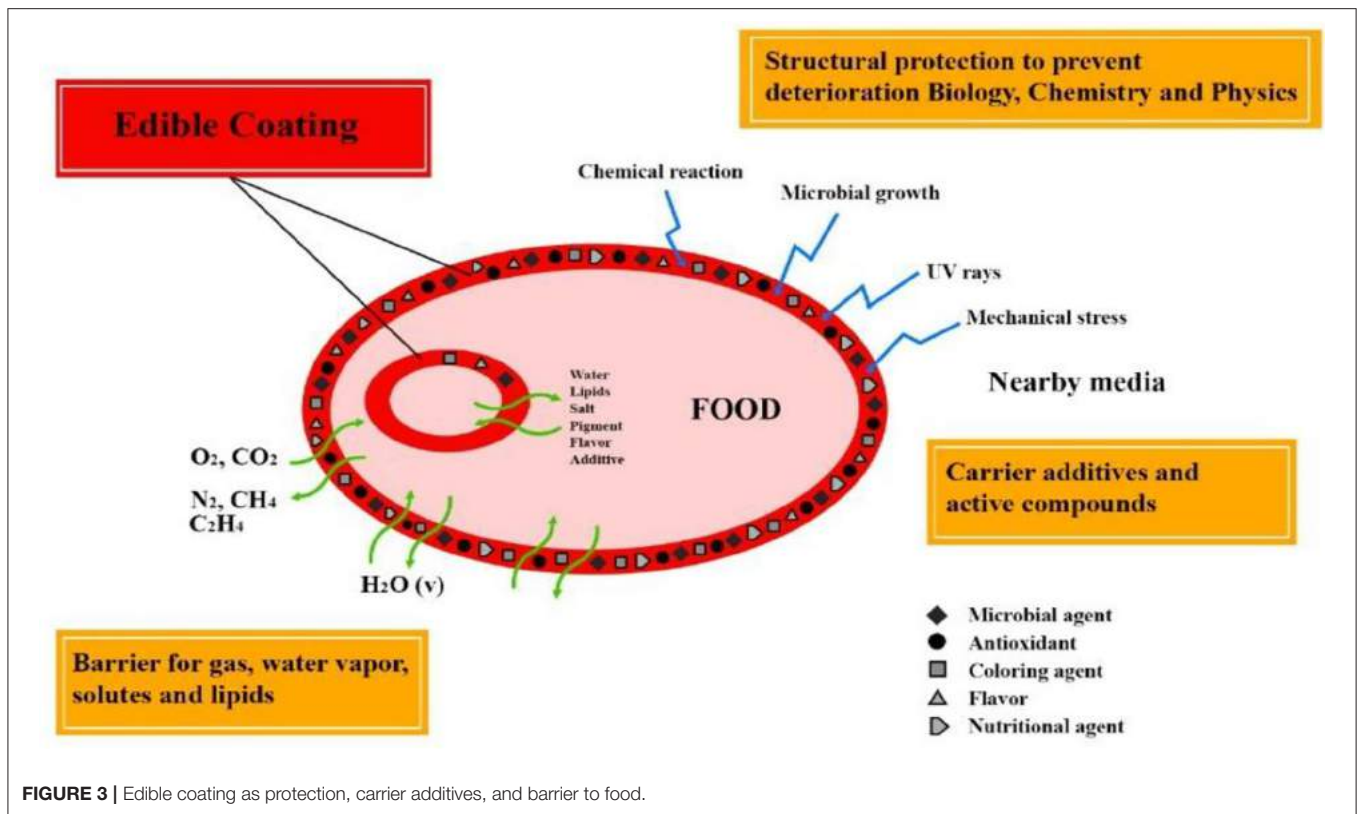 Edible Coating
Structural protection to prevent
deterioration Biology, Chemistry and Physics
Chemical reaction
Microbial growth
UV rays
Mechanical stress
Nearby media
Water
Lipids
Salt
Pigment
Flavor
Additive
FOOD
O₂, CO₂
N₂, CH₄
C₂H₄
H₂O (v)
Carrier additives and
active compounds
Barrier for gas, water vapor,
solutes and lipids
Microbial agent
Antioxidant
Coloring agent
Flavor
Nutritional agent
FIGURE 3 | Edible coating as protection, carrier additives, and barrier to food.